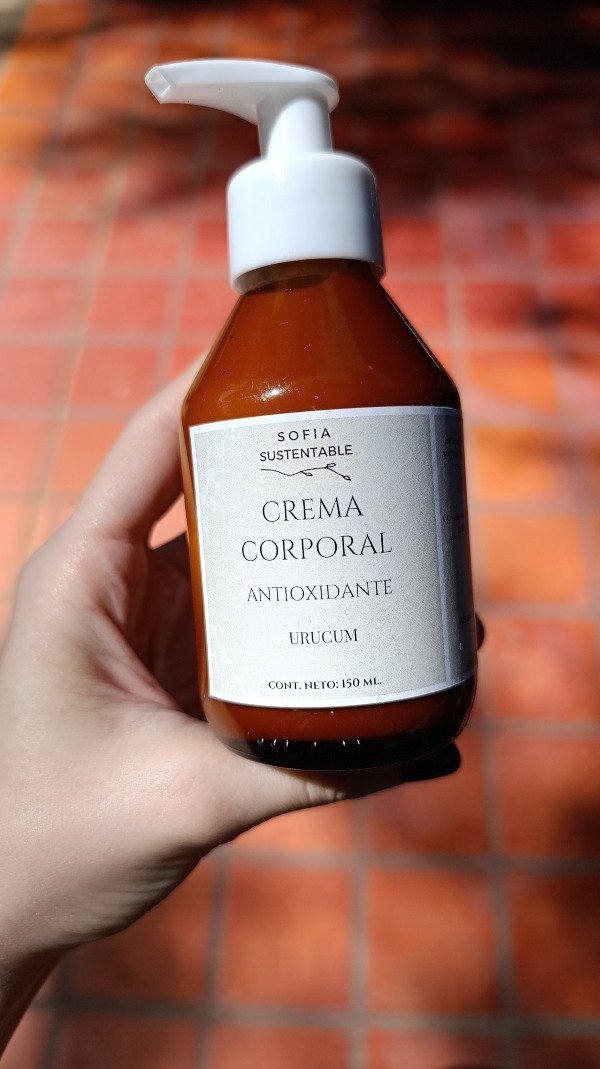 SOFIA
SUSTENTABLE
CREMA
CORPORAL
ANTIOXIDANTE
URUCUM
CONT. NETO: 150 ML.